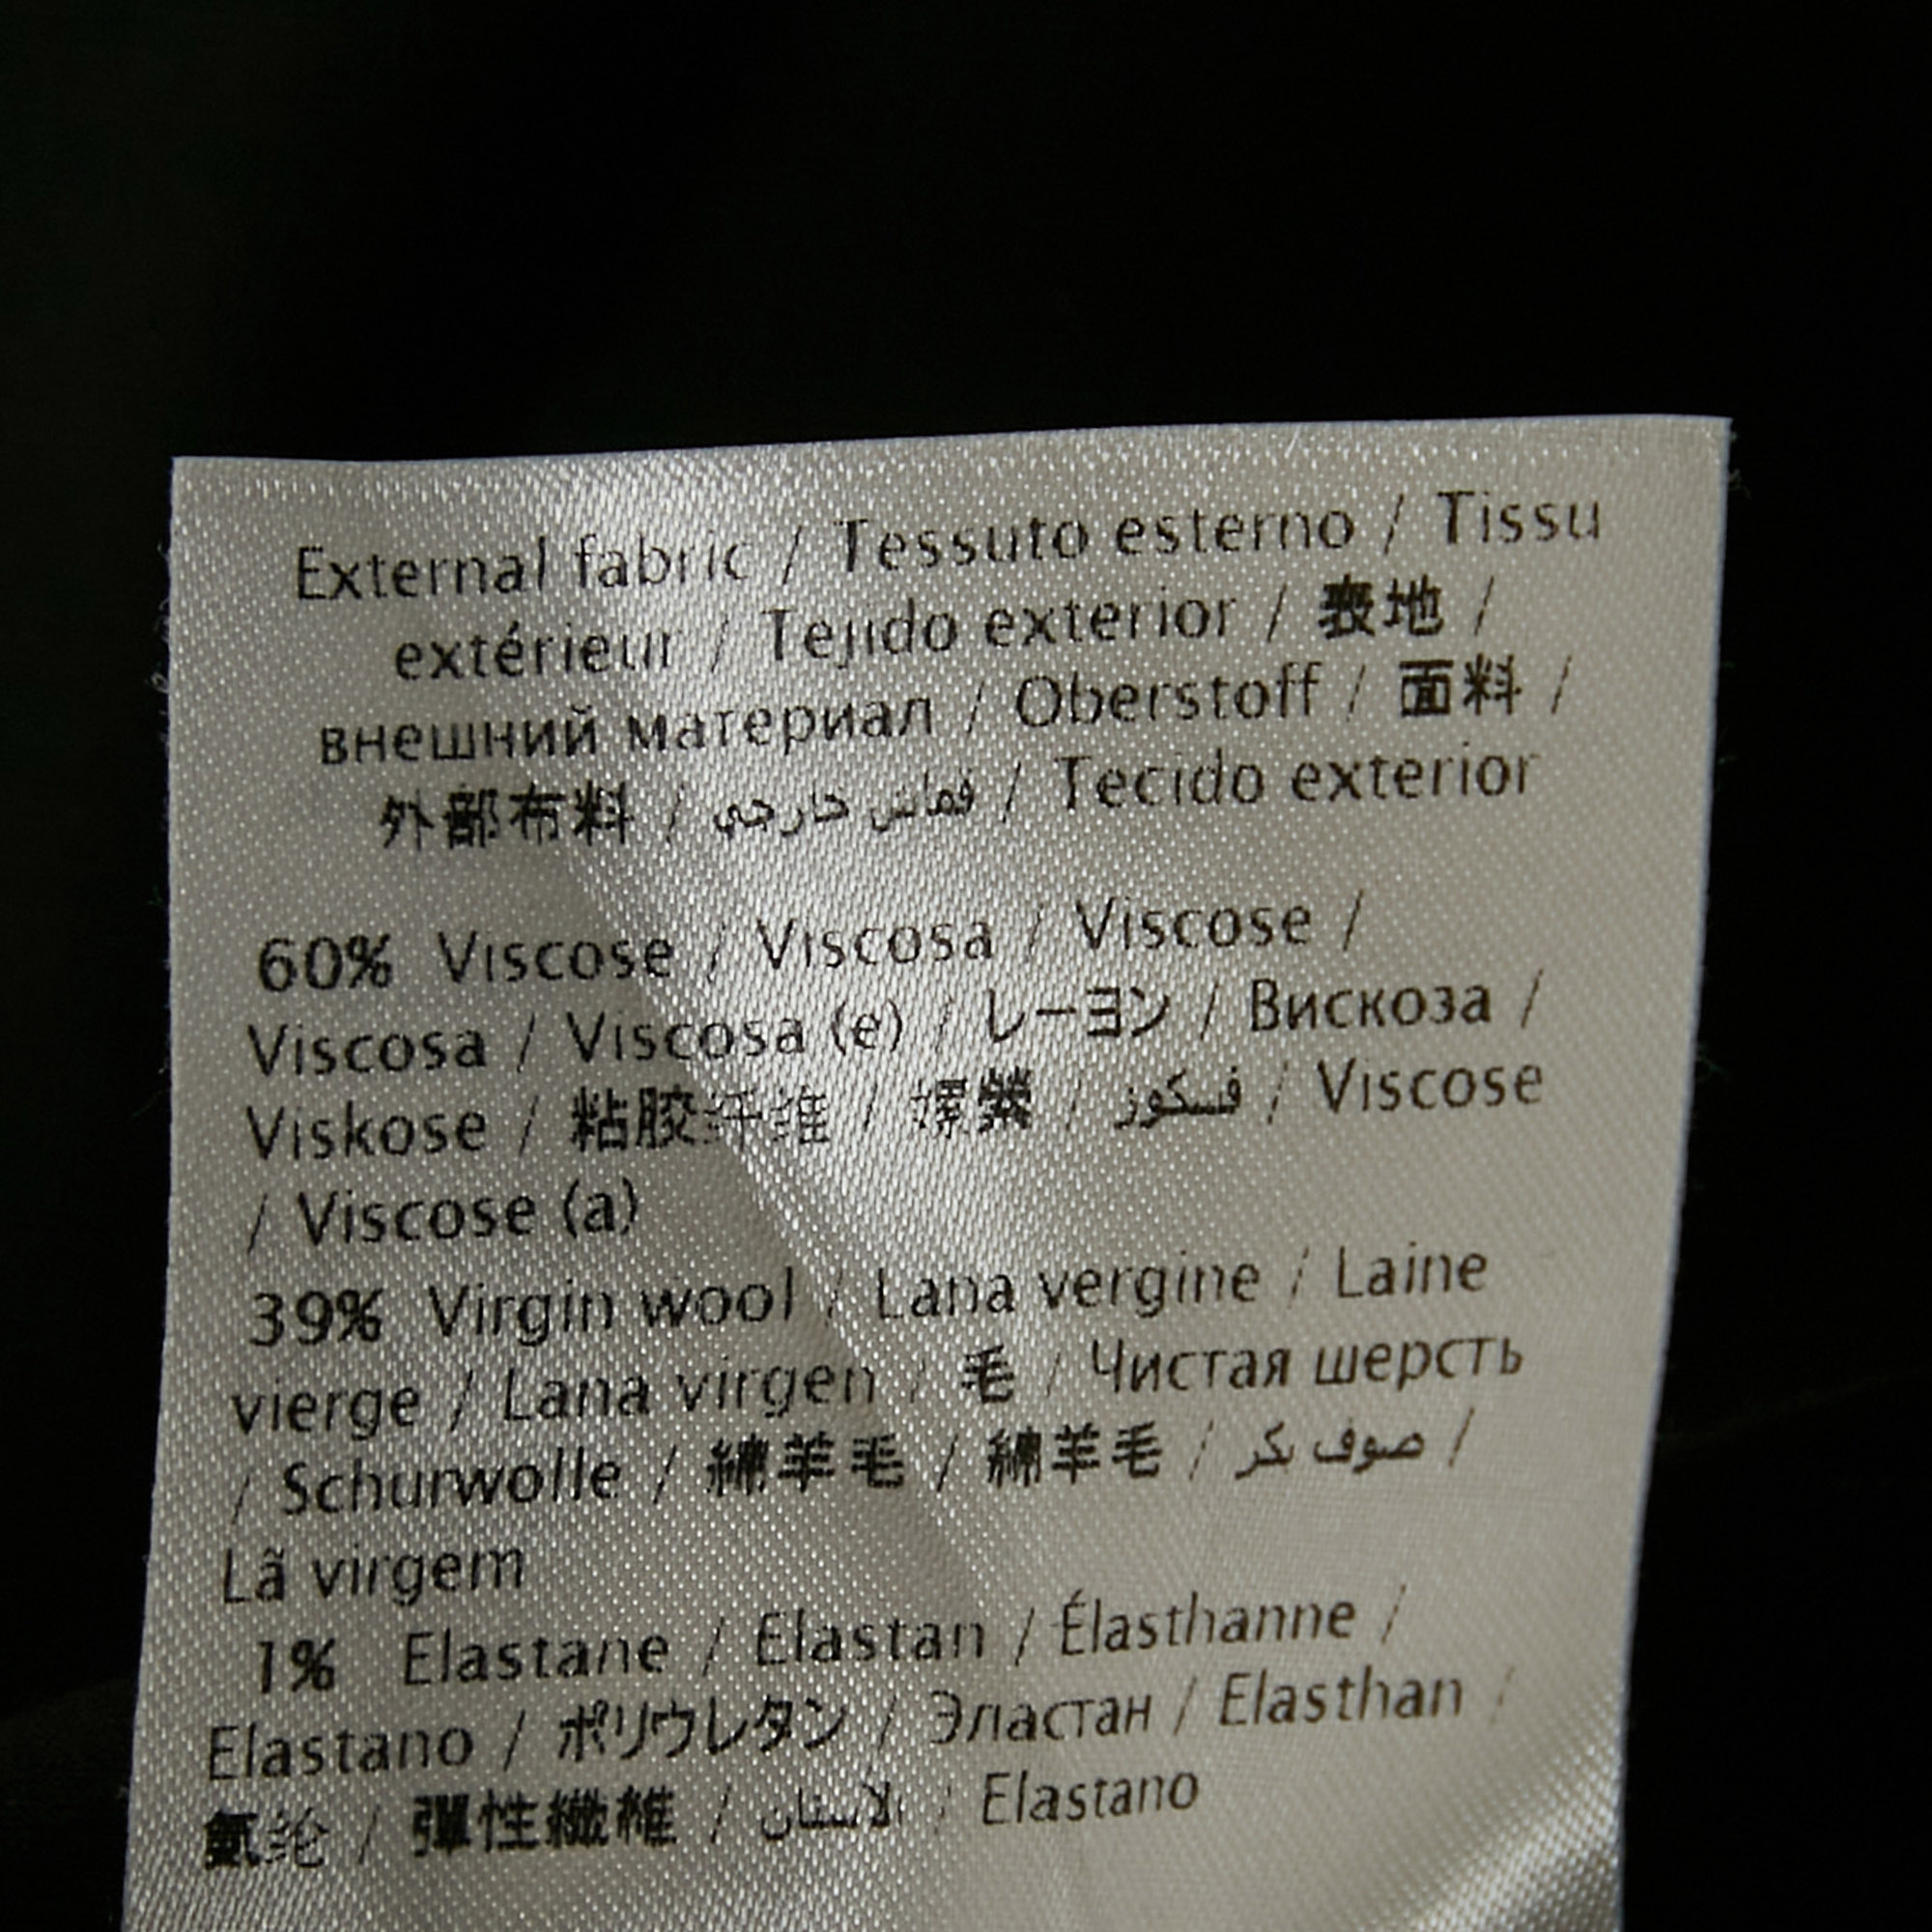 External fabric / Tessuto esterno / Tissu
extérieur / Tejido exterior / 表地 /
внешний материал / Oberstoff / 面料 /
外部布料 / قماش خارجي / Tecido exterior
60% Viscose / Viscosa / Viscose /
Viscosa / Viscosa (e) / レーヨン / Вискоза /
Viskose / 粘胶纤维 / 嫘縈 / فسكوز / Viscose
/ Viscose (a)
39% Virgin wool / Lana vergine / Laine
vierge / Lana virgen / 毛 / Чистая шерсть
/ Schurwolle / 綿羊毛 / 綿羊毛 / صوف بكر /
Lã virgem
1% Elastane / Elastan / Élasthanne /
Elastano / ポリウレタン / Эластан / Elasthan /
氨纶 / 彈性纖維 / الاستان / Elastano